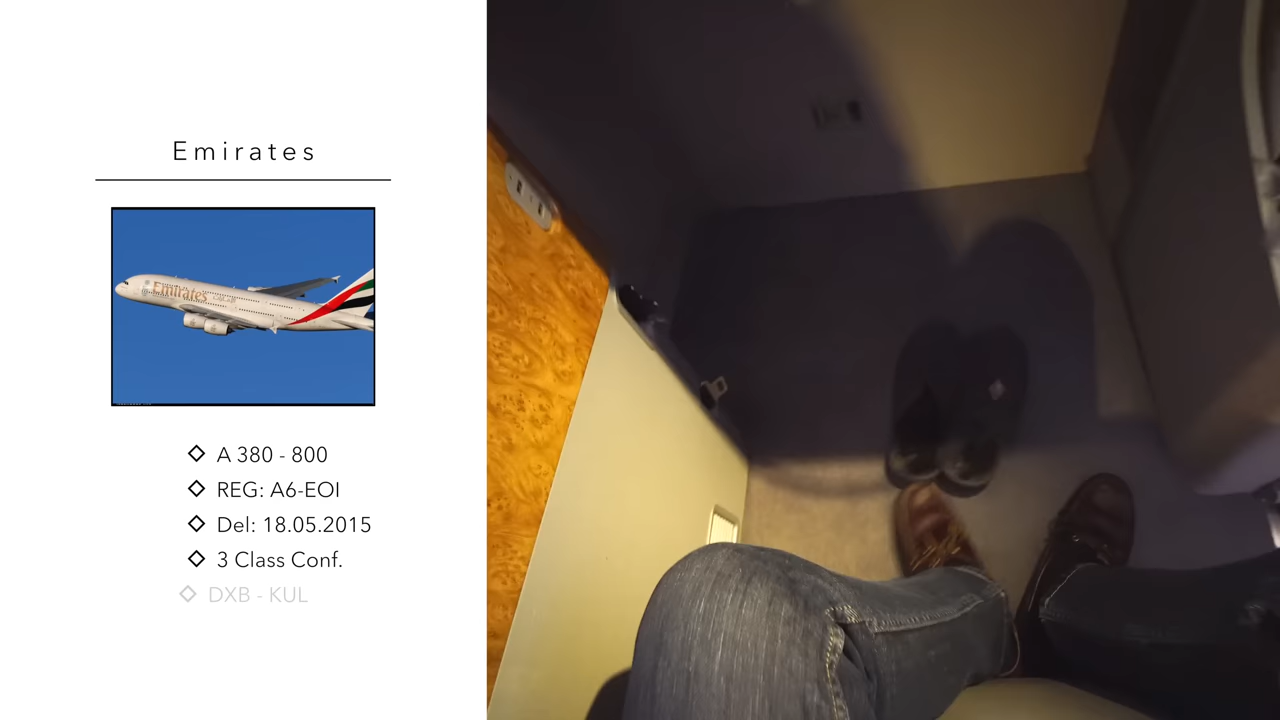 Emirates
Emirates
A 380 - 800
REG: A6-EOI
Del: 18.05.2015
3 Class Conf.
DXB - KUL